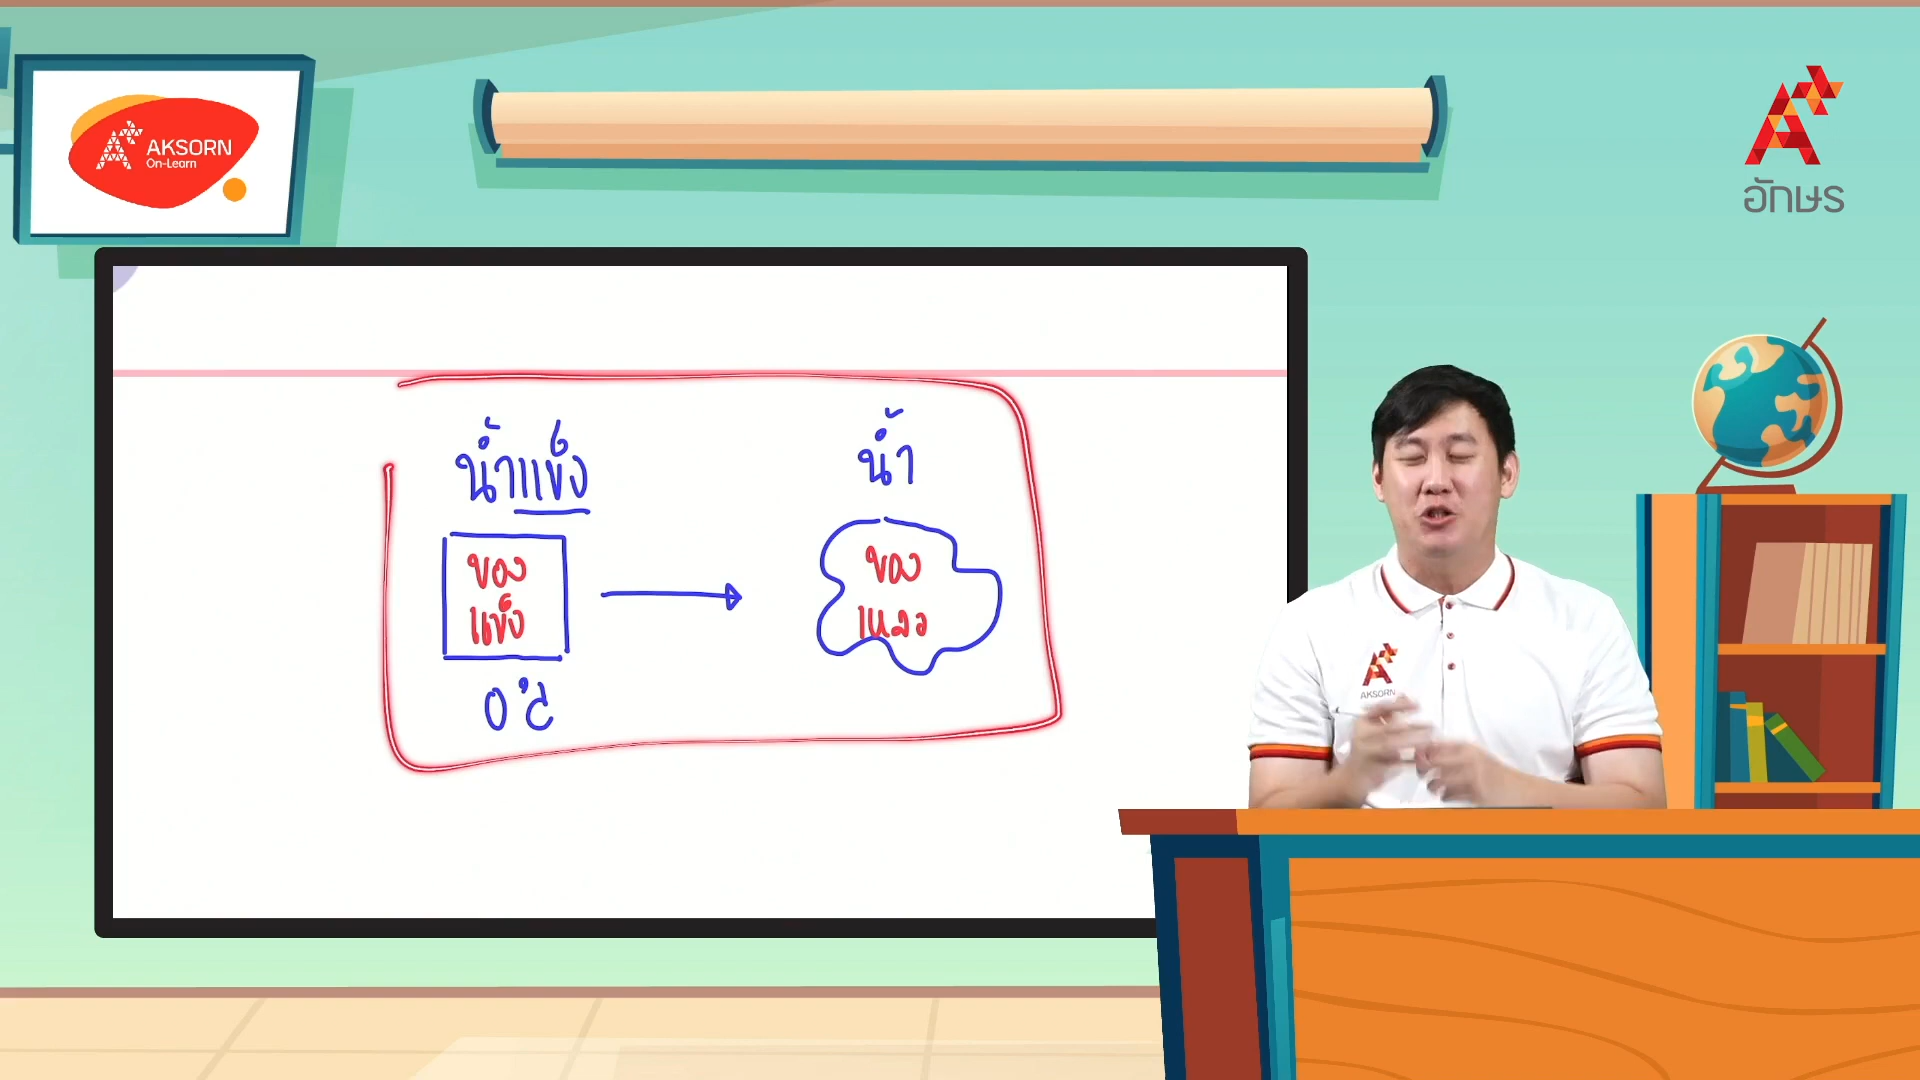 AKSORN
On-Learn
อักษร
น้ำแข็ง
น้ำ
ของ
แข็ง
ของ
เหลว
0 °C
AKSORN